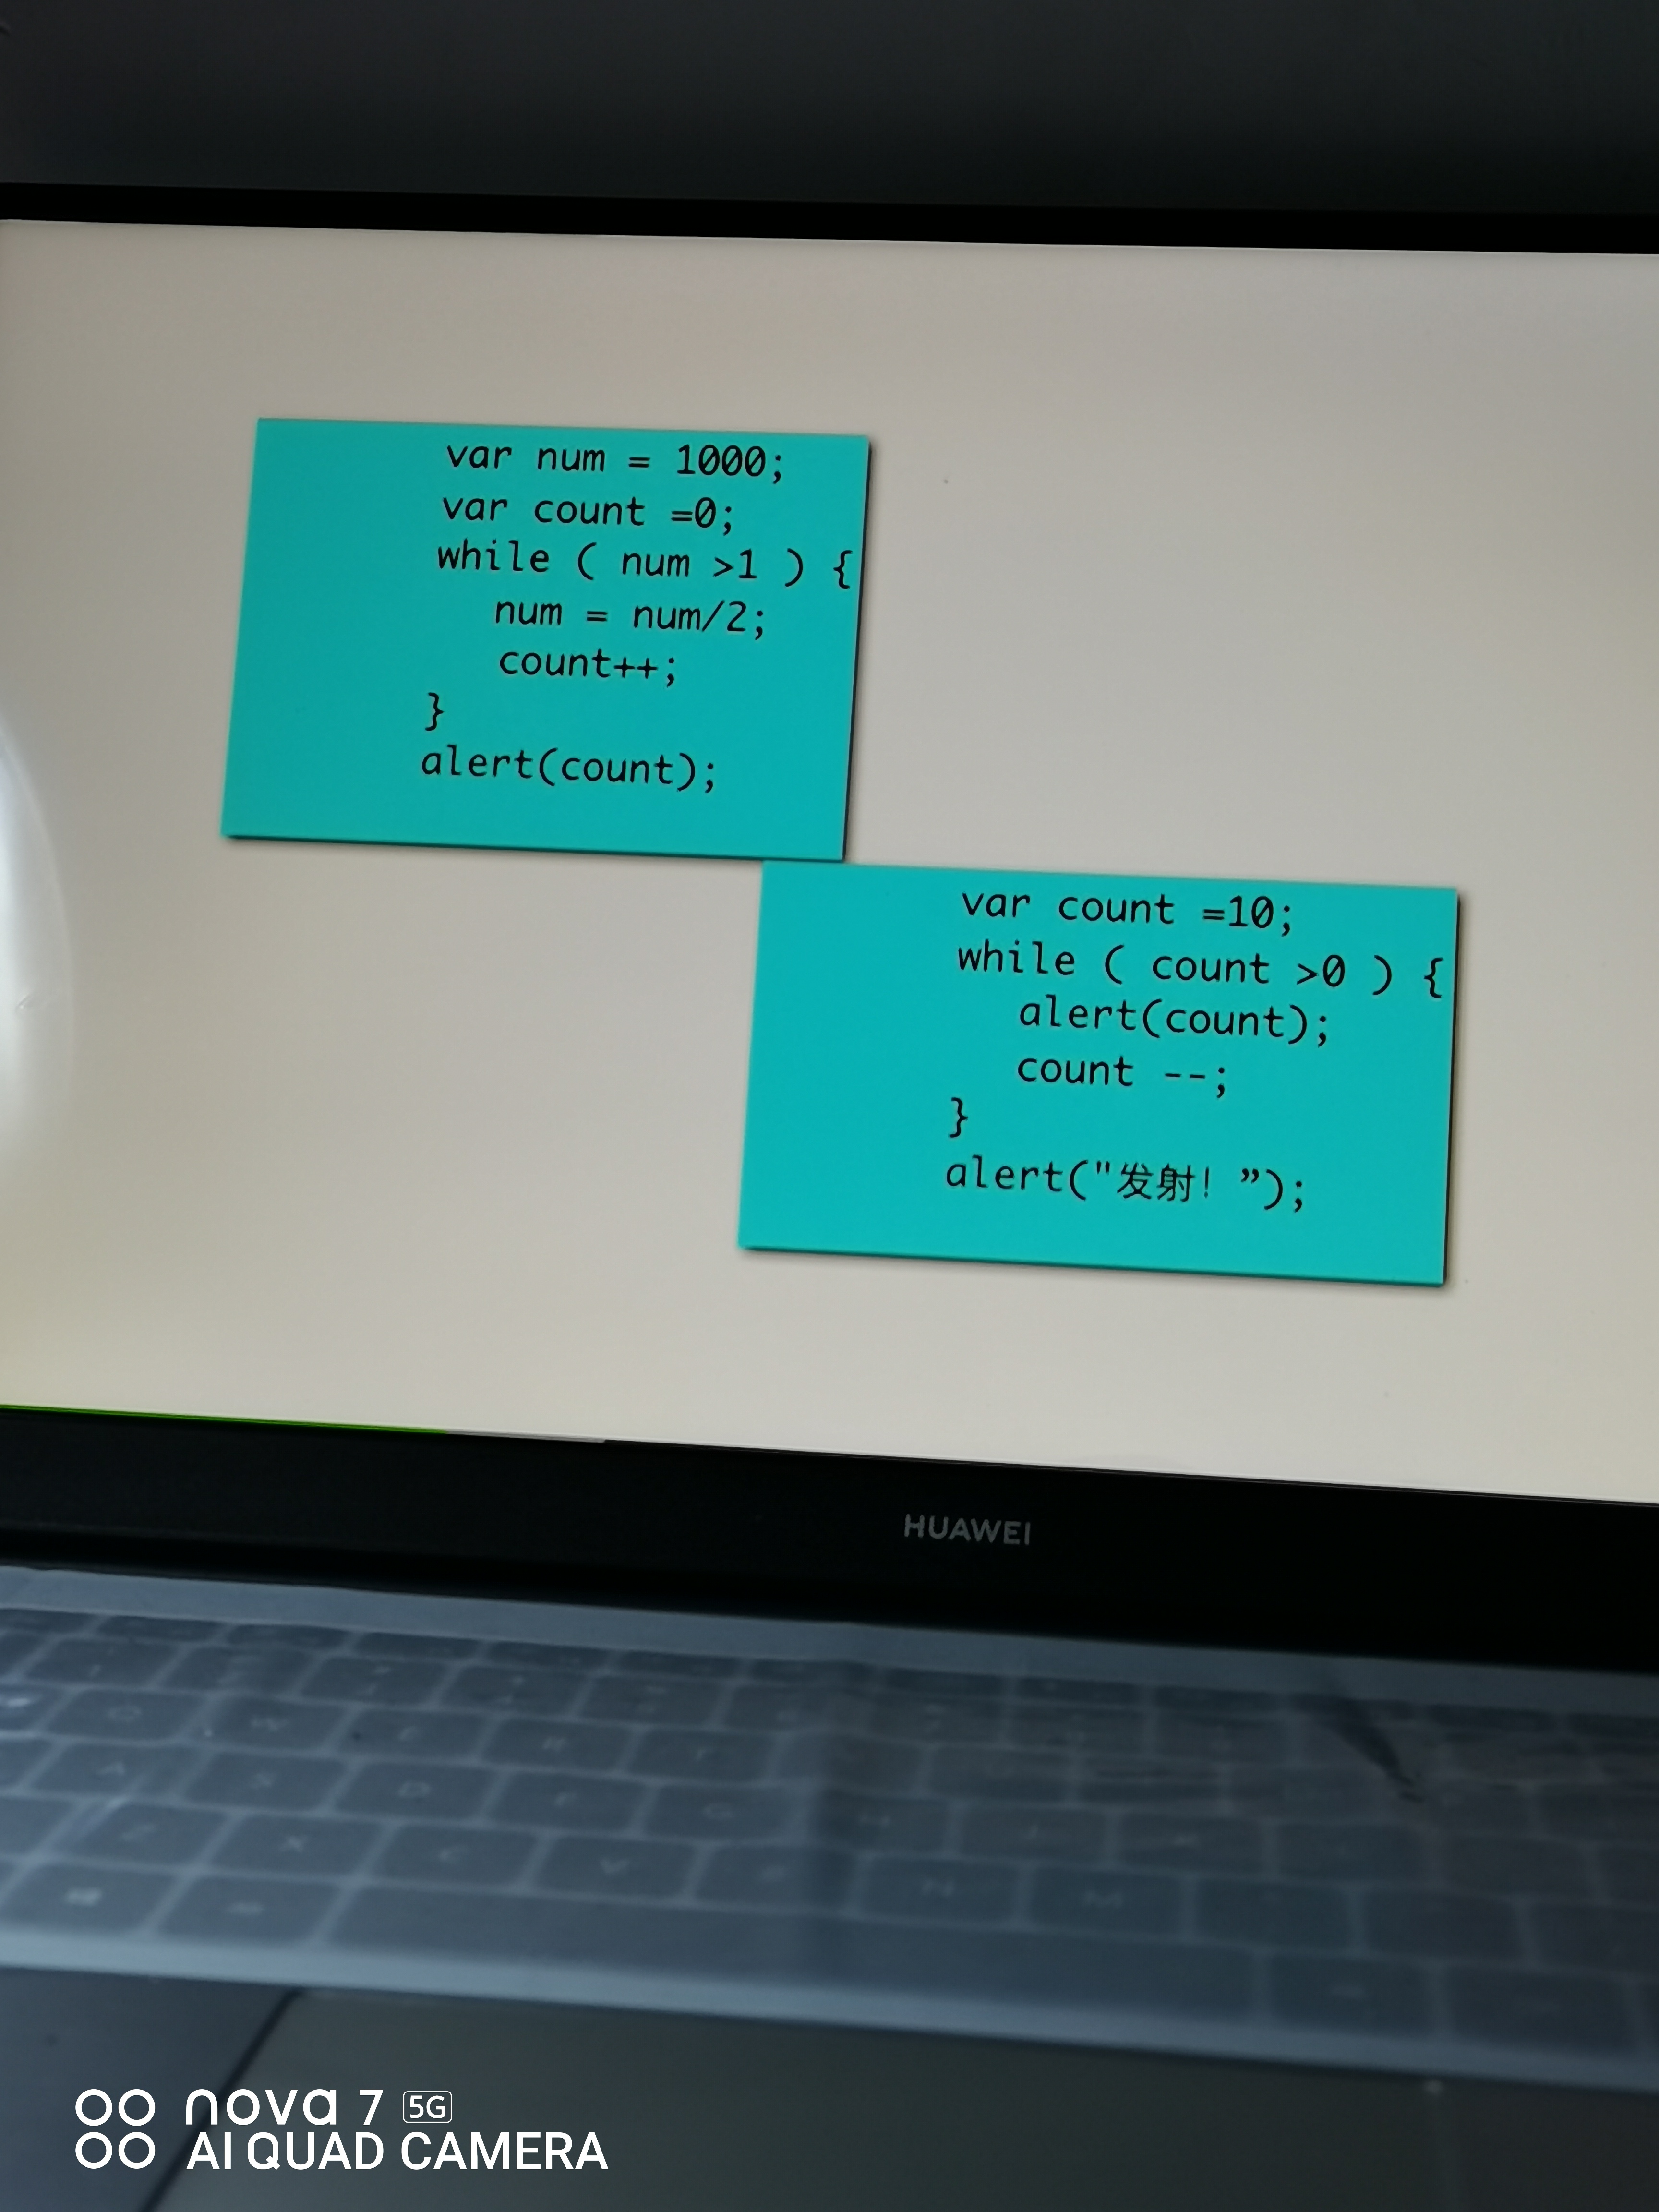 var num = 1000;
var count =0;
while ( num >1 ) {
num = num/2;
count++;
}
alert(count);
var count =10;
while ( count >0 ) {
alert(count);
count --;
}
alert("发射！”);
HUAWEI
nova 7 5G
AI QUAD CAMERA